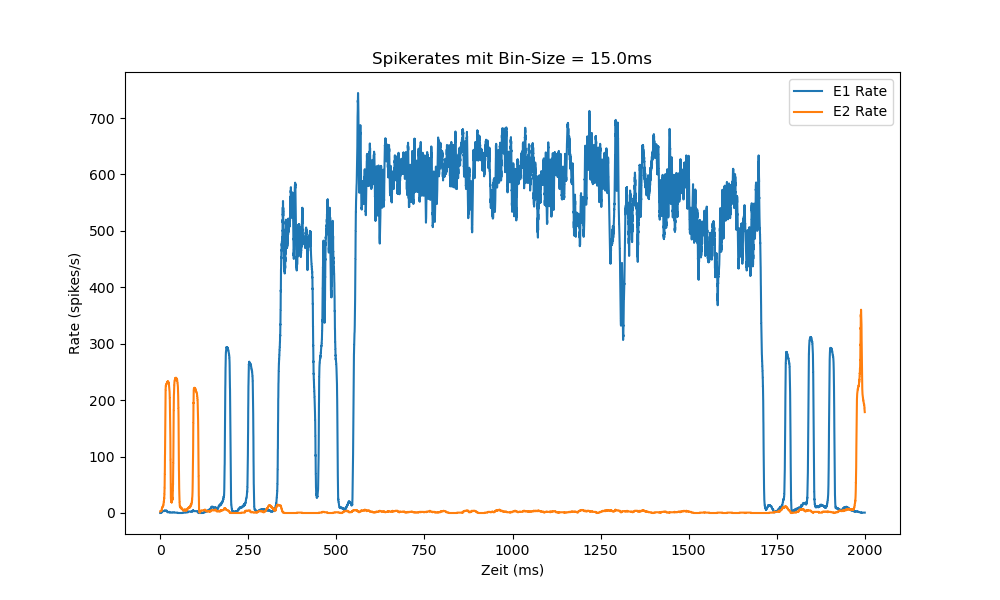 Spikerates mit Bin-Size = 15.0ms
E1 Rate
E2 Rate
Rate (spikes/s)
700
600
500
400
300
200
100
0
0 250 500 750 1000 1250 1500 1750 2000
Zeit (ms)